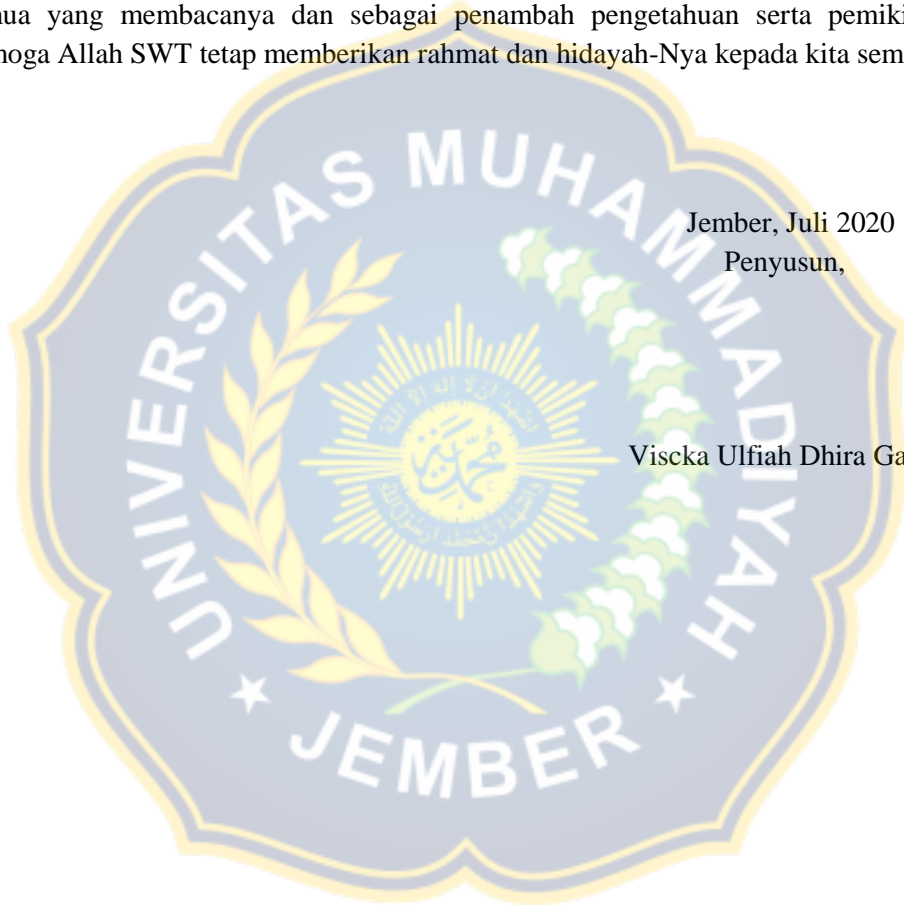 nua yang membacanya dan sebagai penambah pengetahuan serta pemiki
noga Allah SWT tetap memberikan rahmat dan hidayah-Nya kepada kita sem
UNIVERSITAS MUHAMMADIYAH
Jember, Juli 2020
Penyusun,
Viscka Ulfiah Dhira Ga
★ JEMBER ★